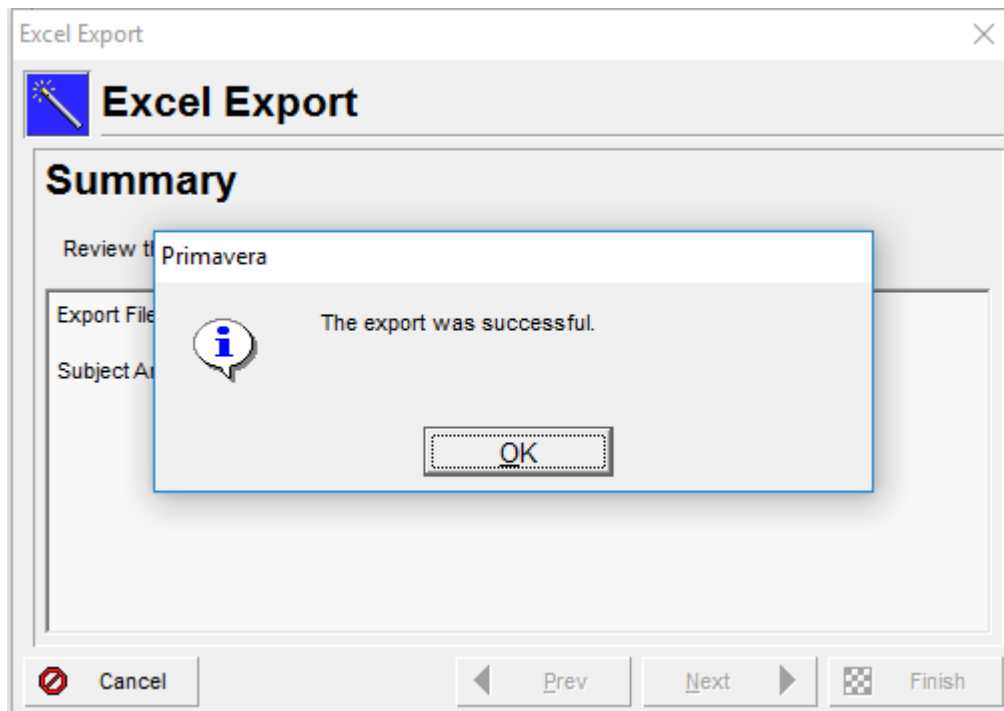 Excel Export
Excel Export
Summary
Review
Primavera
Export File
The export was successful.
Subject
OK
Cancel
Prev
Next
Finish